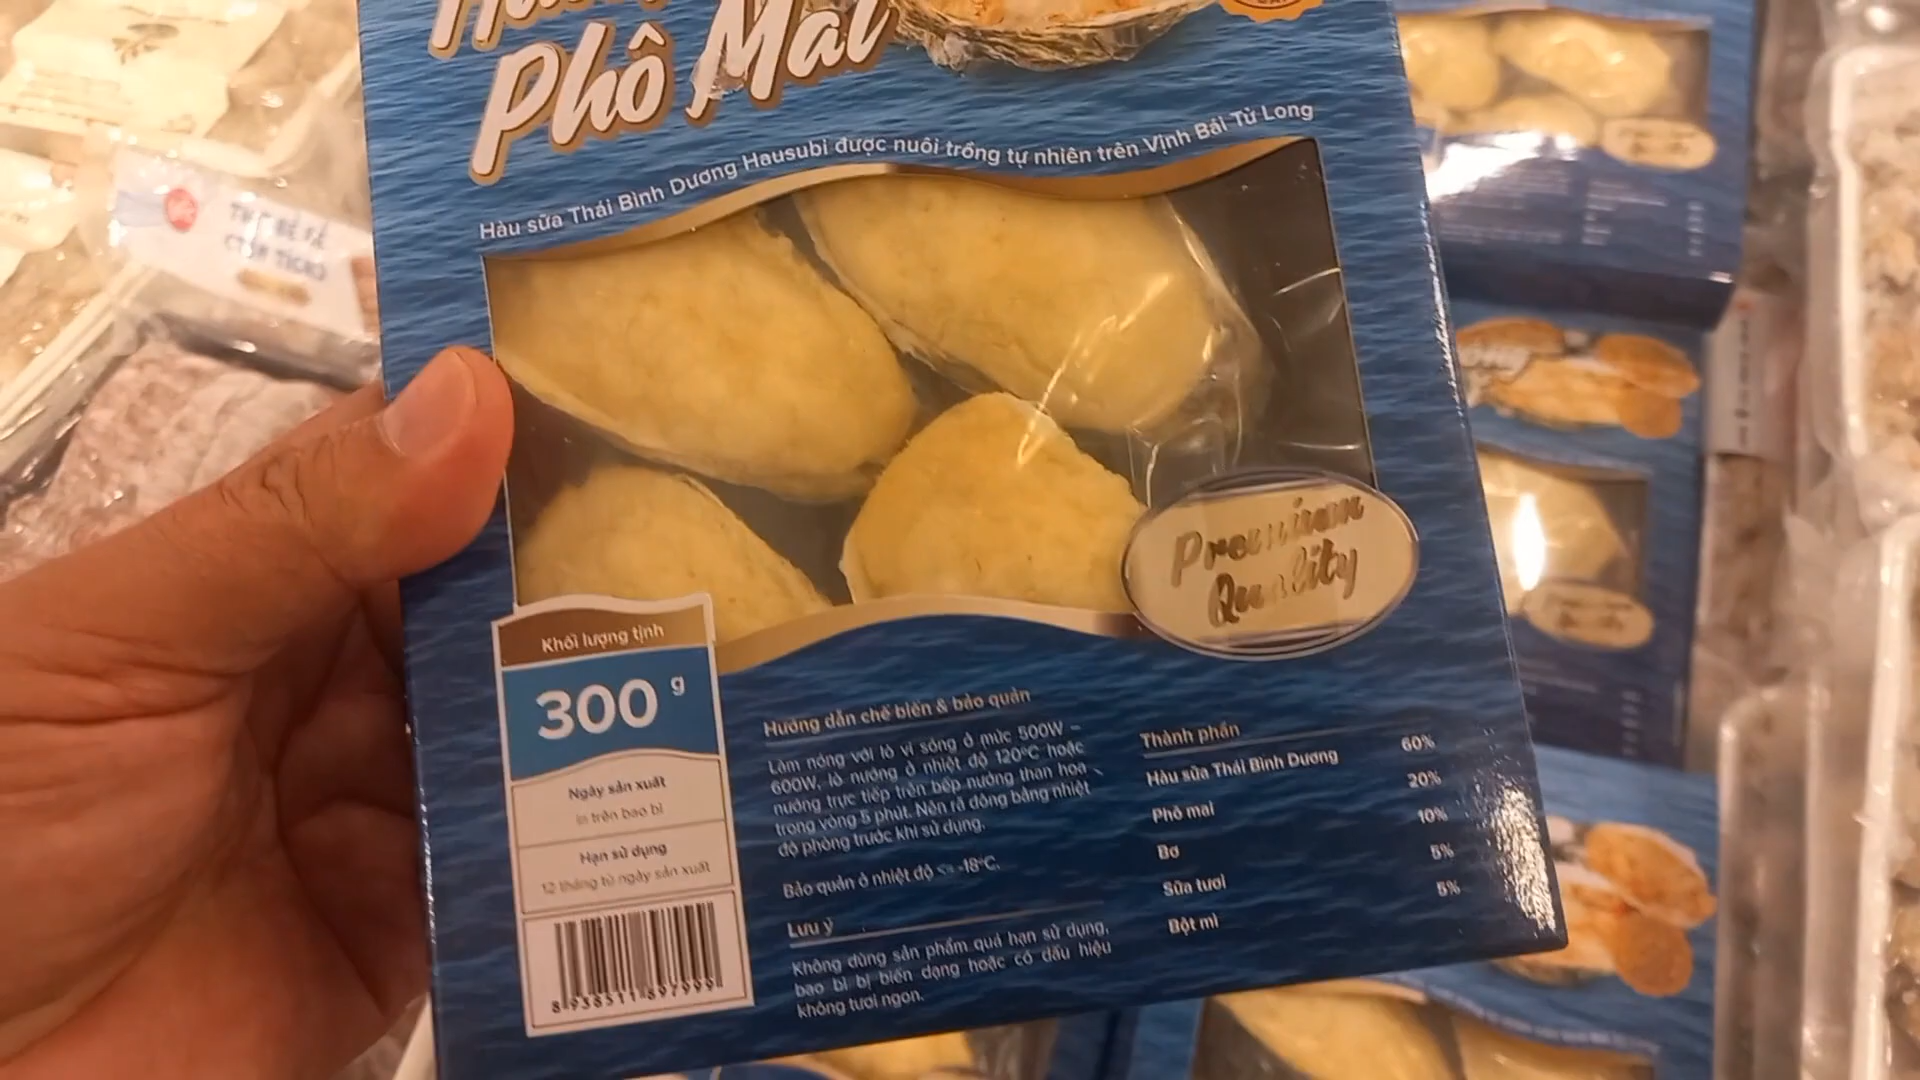 Phô Mai
Hàu sữa Thái Bình Dương Hausubi được nuôi trồng tự nhiên trên Vịnh Bái Tử Long
Premium
Quality
Khối lượng tịnh
300 g
Ngày sản xuất
in trên bao bì
Hạn sử dụng
12 tháng từ ngày sản xuất
8 938511 897999
Hướng dẫn chế biến & bảo quản
Làm nóng với lò vi sóng ở mức 500W –
600W, lò nướng ở nhiệt độ 120°C hoặc
nướng trực tiếp trên bếp nướng than hoa
trong vòng 5 phút. Nên rã đông bằng nhiệt
độ phòng trước khi sử dụng.
Bảo quản ở nhiệt độ <= -18°C.
Lưu ý
Không dùng sản phẩm quá hạn sử dụng,
bao bì bị biến dạng hoặc có dấu hiệu
không tươi ngon.
Thành phần
Hàu sữa Thái Bình Dương 60%
Phô mai 20%
Bơ 10%
Sữa tươi 5%
Bột mì 5%